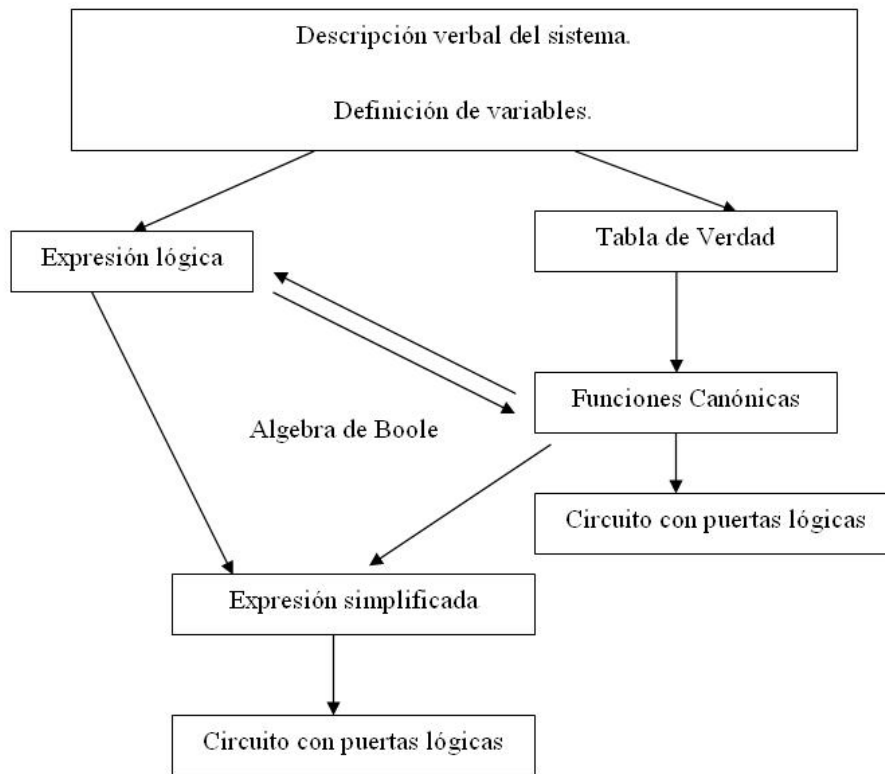 Descripción verbal del sistema.
Definición de variables.
Expresión lógica
Tabla de Verdad
Funciones Canónicas
Algebra de Boole
Circuito con puertas lógicas
Expresión simplificada
Circuito con puertas lógicas